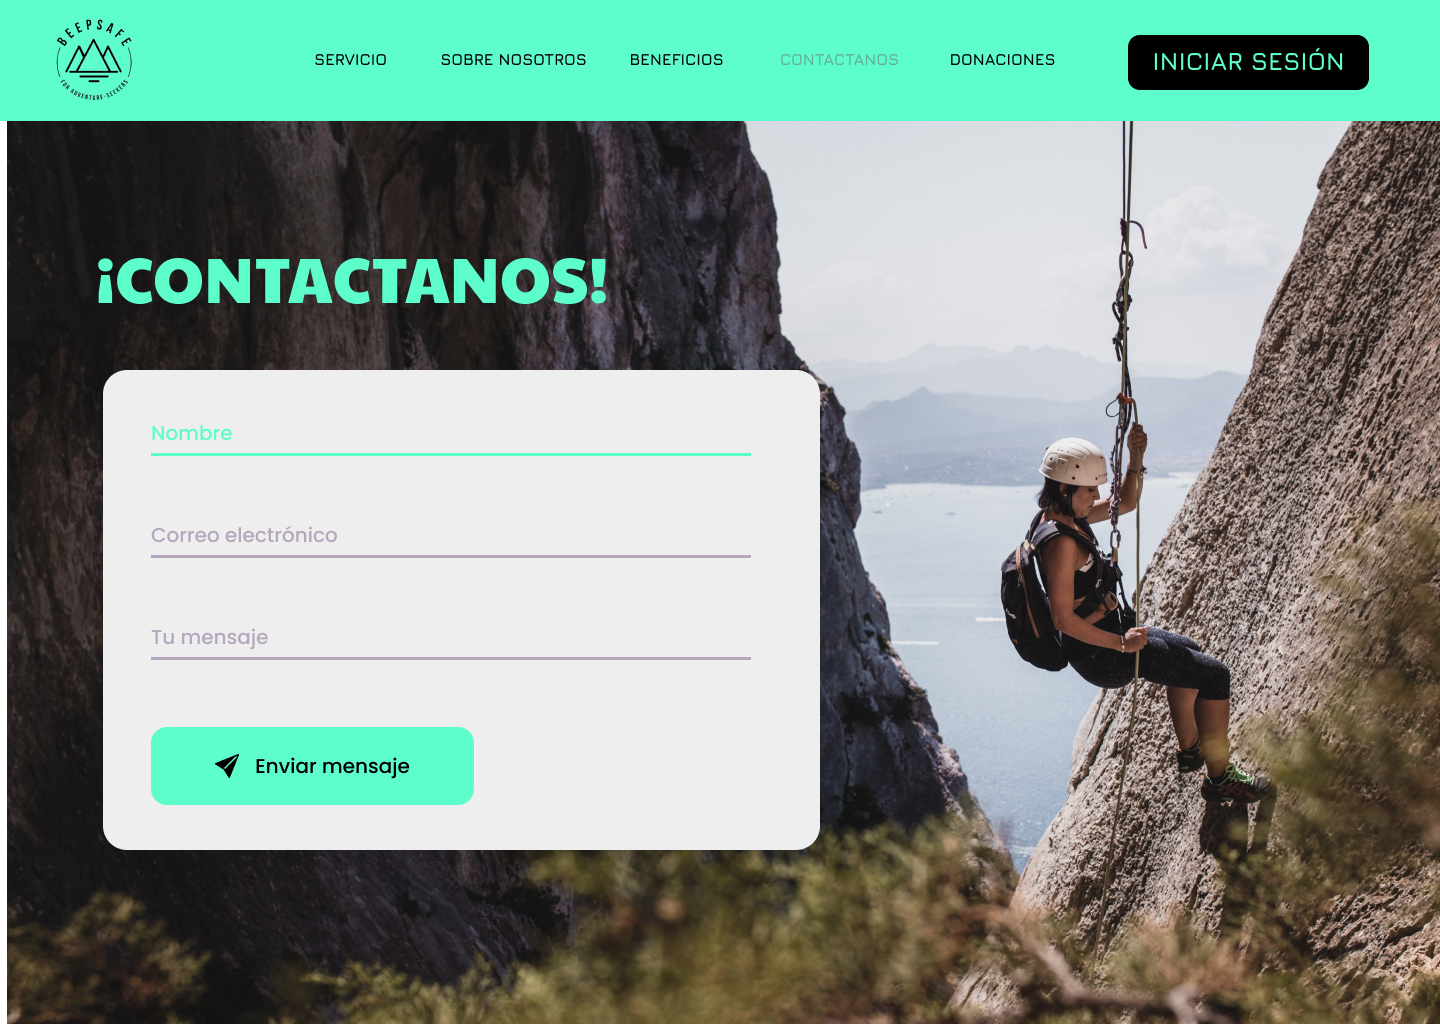 BEEPSAFE
FOR ADVENTURE-SEEKERS
SERVICIO
SOBRE NOSOTROS
BENEFICIOS
CONTACTANOS
DONACIONES
INICIAR SESIÓN
¡CONTACTANOS!
Nombre
Correo electrónico
Tu mensaje
Enviar mensaje